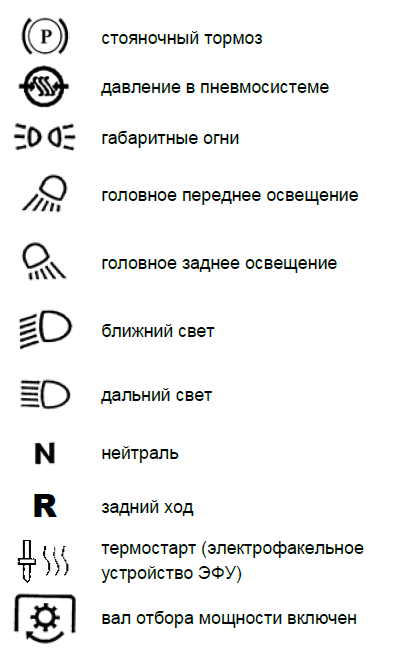 P стояночный тормоз
давление в пневмосистеме
габаритные огни
головное переднее освещение
головное заднее освещение
ближний свет
дальний свет
N нейтраль
R задний ход
термостарт (электрофакельное
устройство ЭФУ)
вал отбора мощности включен